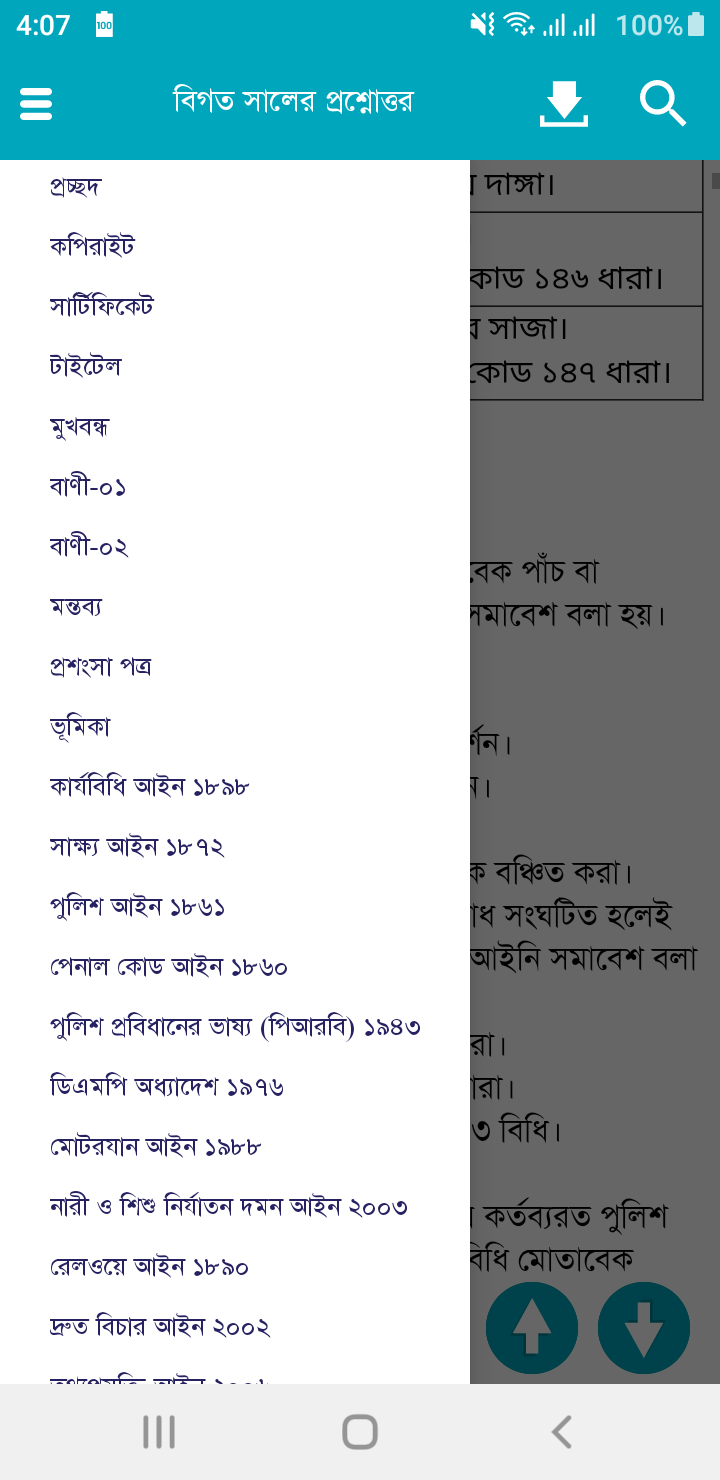 4:07
100
100%
বিগত সালের প্রশ্নোত্তর
প্রচ্ছদ
কপিরাইট
সার্টিফিকেট
টাইটেল
মুখবন্ধ
বাণী-০১
বাণী-০২
মন্তব্য
প্রশংসা পত্র
ভূমিকা
কার্যবিধি আইন ১৮৯৮
সাক্ষ্য আইন ১৮৭২
পুলিশ আইন ১৮৬১
পেনাল কোড আইন ১৮৬০
পুলিশ প্রবিধানের ভাষ্য (পিআরবি) ১৯৪৩
ডিএমপি অধ্যাদেশ ১৯৭৬
মোটরযান আইন ১৯৮৮
নারী ও শিশু নির্যাতন দমন আইন ২০০৩
রেলওয়ে আইন ১৮৯০
দ্রুত বিচার আইন ২০০২
দাঙ্গা।
কোড ১৪৬ ধারা।
সাজা।
কোড ১৪৭ ধারা।
পাঁচ বা
সমাবেশ বলা হয়।
বঞ্চিত করা।
সংঘটিত হলেই
আইনি সমাবেশ বলা
বিধি।
কর্তব্যরত পুলিশ
বিধি মোতাবেক